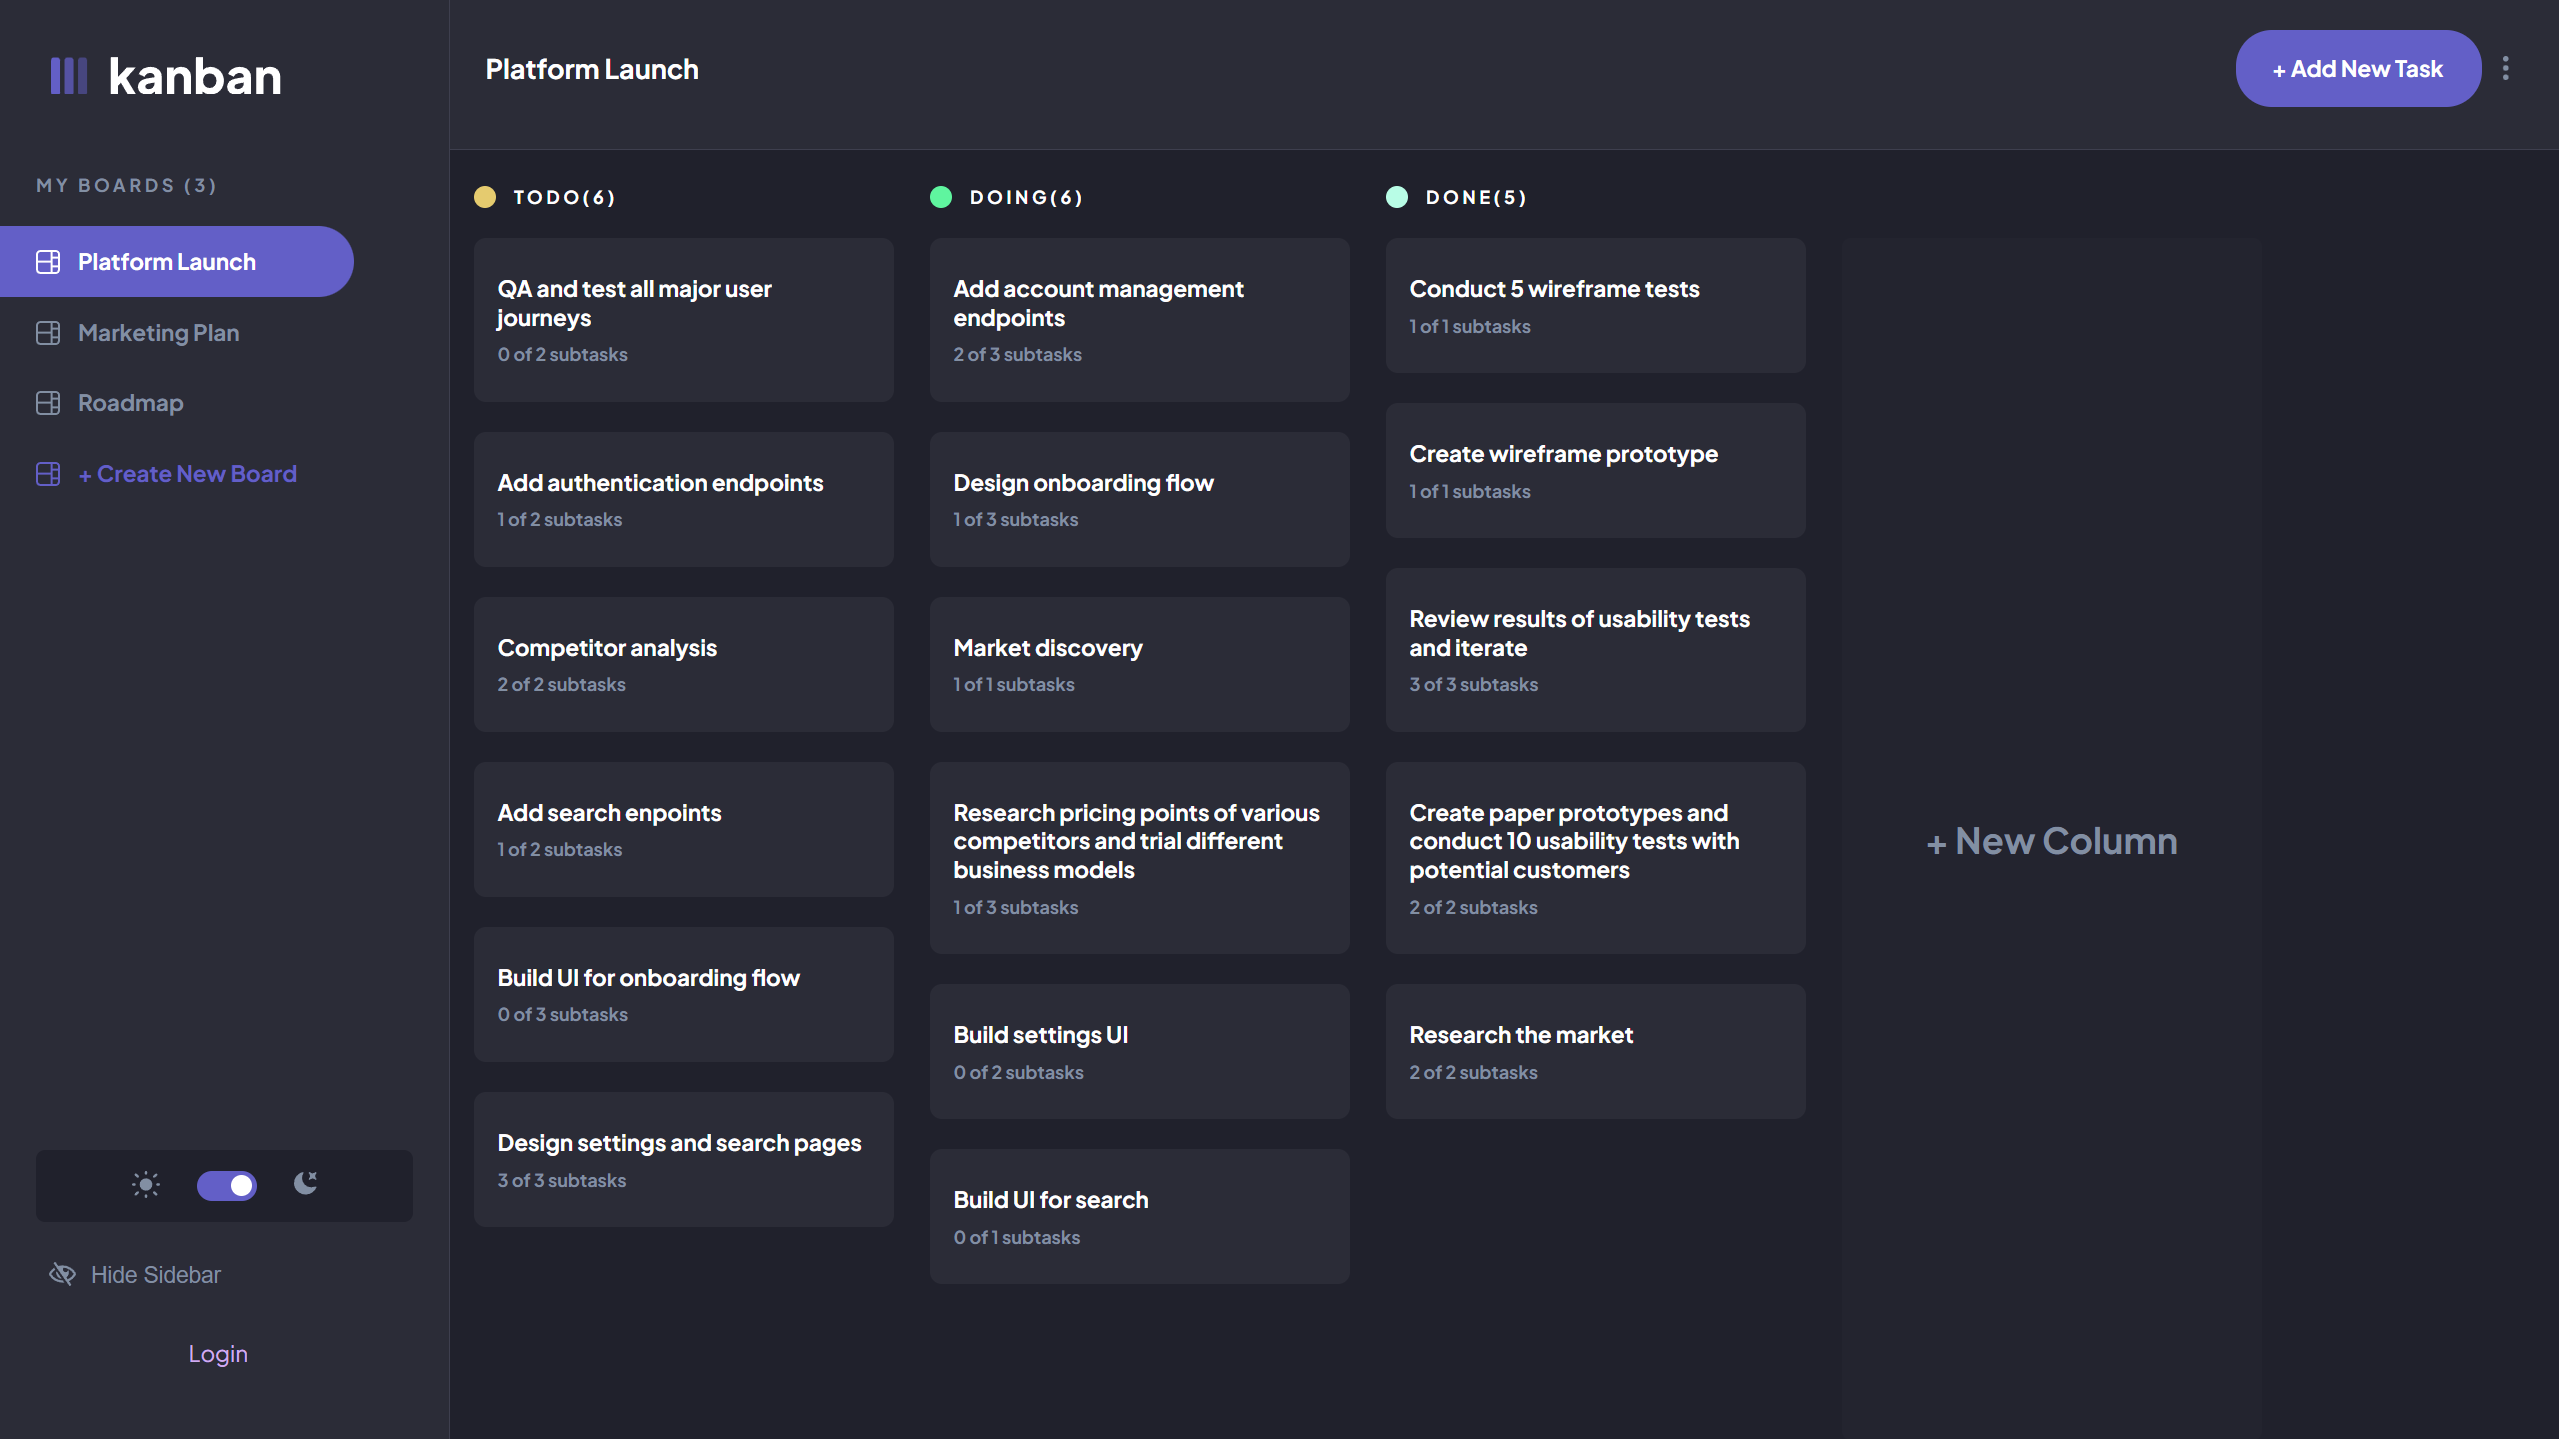 kanban
MY BOARDS (3)
Platform Launch
Marketing Plan
Roadmap
+ Create New Board
Hide Sidebar
Login
Platform Launch
+ Add New Task
TODO(6)
QA and test all major user
journeys
0 of 2 subtasks
Add authentication endpoints
1 of 2 subtasks
Competitor analysis
2 of 2 subtasks
Add search enpoints
1 of 2 subtasks
Build UI for onboarding flow
0 of 3 subtasks
Design settings and search pages
3 of 3 subtasks
DOING(6)
Add account management
endpoints
2 of 3 subtasks
Design onboarding flow
1 of 3 subtasks
Market discovery
1 of 1 subtasks
Research pricing points of various
competitors and trial different
business models
1 of 3 subtasks
Build settings UI
0 of 2 subtasks
Build UI for search
0 of 1 subtasks
DONE(5)
Conduct 5 wireframe tests
1 of 1 subtasks
Create wireframe prototype
1 of 1 subtasks
Review results of usability tests
and iterate
3 of 3 subtasks
Create paper prototypes and
conduct 10 usability tests with
potential customers
2 of 2 subtasks
Research the market
2 of 2 subtasks
+ New Column